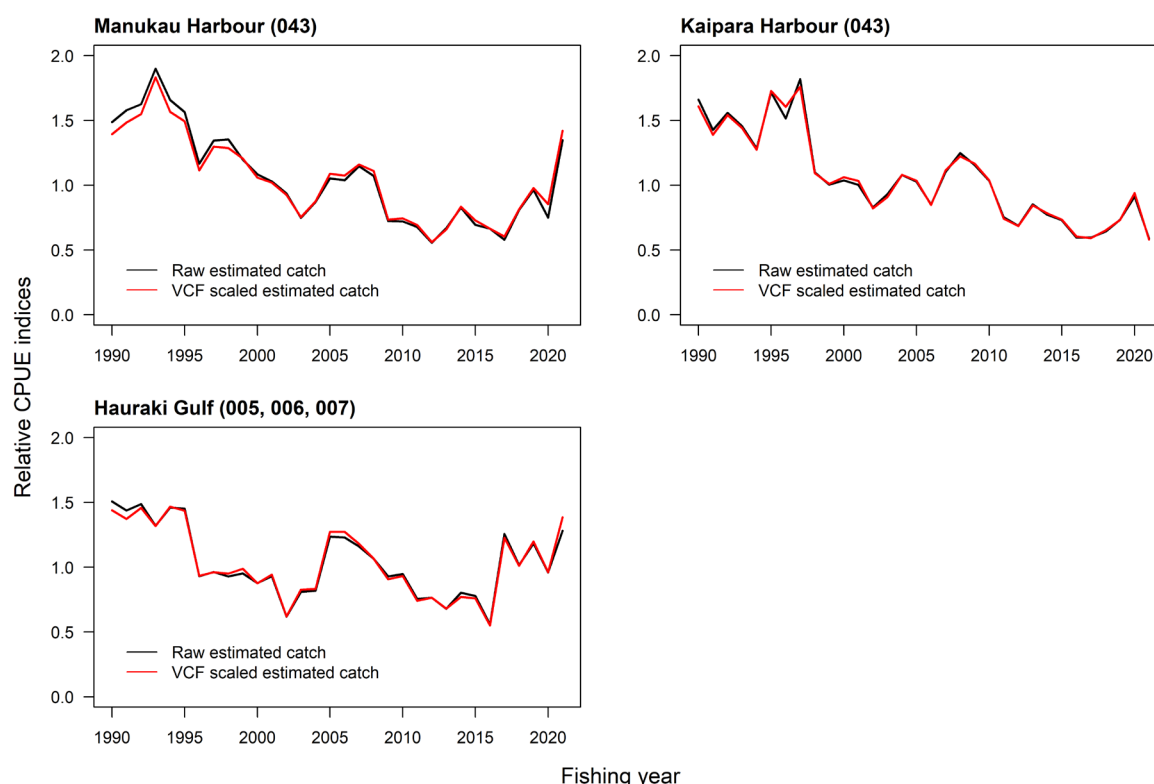 Manukau Harbour (043)
2.0
1.5
1.0
0.5
0.0
Raw estimated catch
VCF scaled estimated catch
1990 1995 2000 2005 2010 2015 2020
Kaipara Harbour (043)
2.0
1.5
1.0
0.5
0.0
Raw estimated catch
VCF scaled estimated catch
1990 1995 2000 2005 2010 2015 2020
Relative CPUE indices
Hauraki Gulf (005, 006, 007)
2.0
1.5
1.0
0.5
0.0
Raw estimated catch
VCF scaled estimated catch
1990 1995 2000 2005 2010 2015 2020
Fishing year